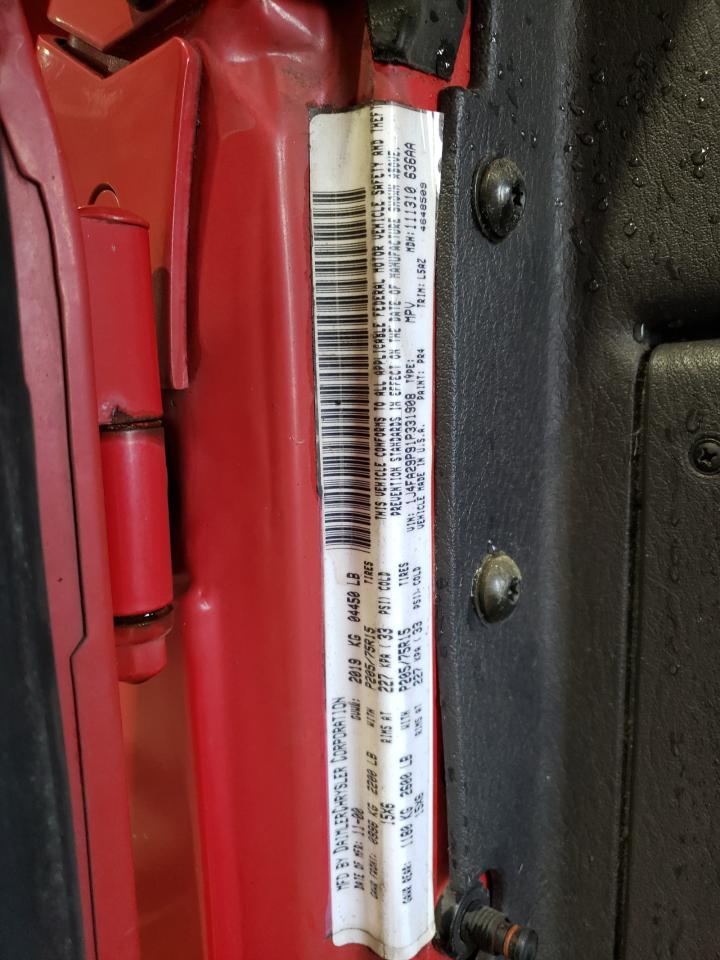 MFD BY DAIMLERCHRYSLER CORPORATION
DATE OF MFR: 11-00 GVWR: 2019 KG 04450 LB
GAWR FRONT: 0998 KG 2200 LB WITH P205/75R15 TIRES
15X6 RIMS AT 227 KPA ( 33 PSI) COLD
GAWR REAR: 1180 KG 2600 LB WITH P205/75R15 TIRES
15X6 RIMS AT 227 KPA ( 33 PSI) COLD
THIS VEHICLE CONFORMS TO ALL APPLICABLE FEDERAL MOTOR VEHICLE SAFETY AND THEFT
PREVENTION STANDARDS IN EFFECT ON THE DATE OF MANUFACTURE SHOWN ABOVE.
VIN: 1J4FA29P91P331908 TYPE: MPV MDH: 111310 636AA
VEHICLE MADE IN U.S.A. PAINT: PR4 TRIM: L5AZ 4648509